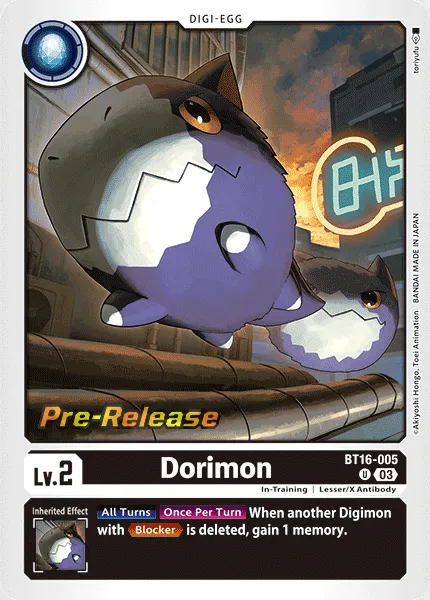 DIGI-EGG
toriyufu
Pre-Release
©Akiyoshi Hongo, Toei Animation BANDAI MADE IN JAPAN
Lv.2
Dorimon
BT16-005
U 03
In-Training | Lesser/X Antibody
Inherited Effect
All Turns Once Per Turn When another Digimon
with Blocker is deleted, gain 1 memory.